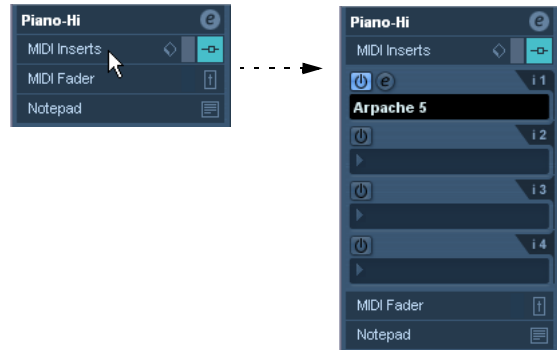 Piano-Hi
MIDI Inserts
MIDI Fader
Notepad
Piano-Hi
MIDI Inserts
i 1
Arpache 5
i 2
i 3
i 4
MIDI Fader
Notepad